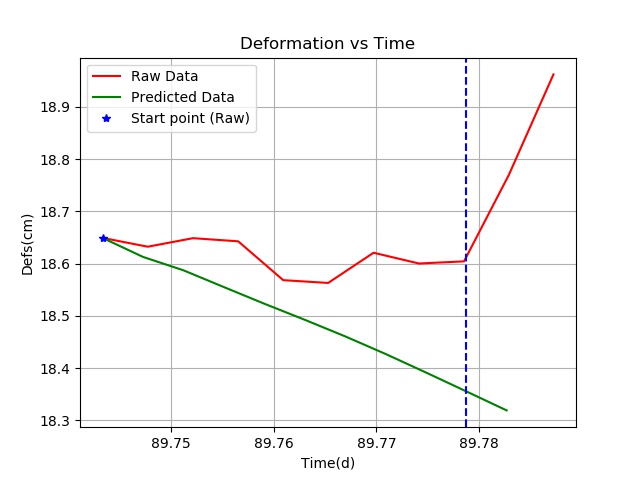 Deformation vs Time
Raw Data
Predicted Data
Start point (Raw)
18.9
18.8
18.7
18.6
18.5
18.4
18.3
Defs(cm)
89.75 89.76 89.77 89.78
Time(d)